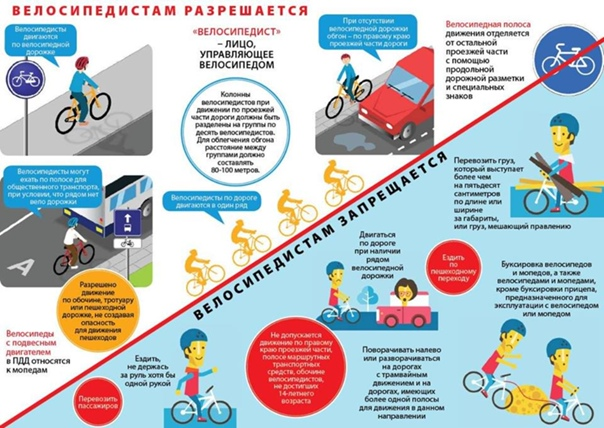 ВЕЛОСИПЕДИСТАМ РАЗРЕШАЕТСЯ
Велосипедисты
двигаются
по велосипедной
дорожке
«ВЕЛОСИПЕДИСТ»
– ЛИЦО,
УПРАВЛЯЮЩЕЕ
ВЕЛОСИПЕДОМ
При отсутствии
велосипедной дорожки
обгон – по правому краю
проезжей части дороги
Велосипедная полоса
движения отделяется
от остальной
проезжей части
с помощью
продольной
дорожной разметки
и специальных
знаков
Колонны
велосипедистов при
движении по проезжей
части дороги должны быть
разделены на группы по
десять велосипедистов.
Для облегчения обгона
расстояние между
группами должно
составлять
80-100 метров.
Велосипедисты могут
ехать по полосе для
общественного транспорта,
при условии, что рядом нет
вело дорожки
А
Велосипедисты по дороге
двигаются в один ряд
Разрешено
движение
по обочине, тротуару
или пешеходной
дорожке, не создавая
опасность
для движения
пешеходов
Велосипеды
с подвесным
двигателем
в ПДД относятся
к мопедам
ВЕЛОСИПЕДИСТАМ ЗАПРЕЩАЕТСЯ
Перевозить груз,
который выступает
более чем
на пятьдесят
сантиметров
по длине или
ширине
за габариты,
или груз, мешающий правлению
Двигаться
по дороге
при наличии
рядом
велосипедной
дорожки
Ездить
по
пешеходному
переходу
Буксировка велосипедов
и мопедов, а также
велосипедами и мопедами,
кроме буксировки прицепа,
предназначенного для
эксплуатации с велосипедом
или мопедом
Перевозить
пассажиров
Ездить,
не держась
за руль хотя бы
одной рукой
Не допускается
движение по правому
краю проезжей части,
полосе маршрутных
транспортных
средств, обочине
велосипедистов,
не достигших
14-летнего
возраста
Поворачивать налево
или разворачиваться
на дорогах
с трамвайным
движением и на
дорогах, имеющих
более одной полосы
для движения в данном
направлении